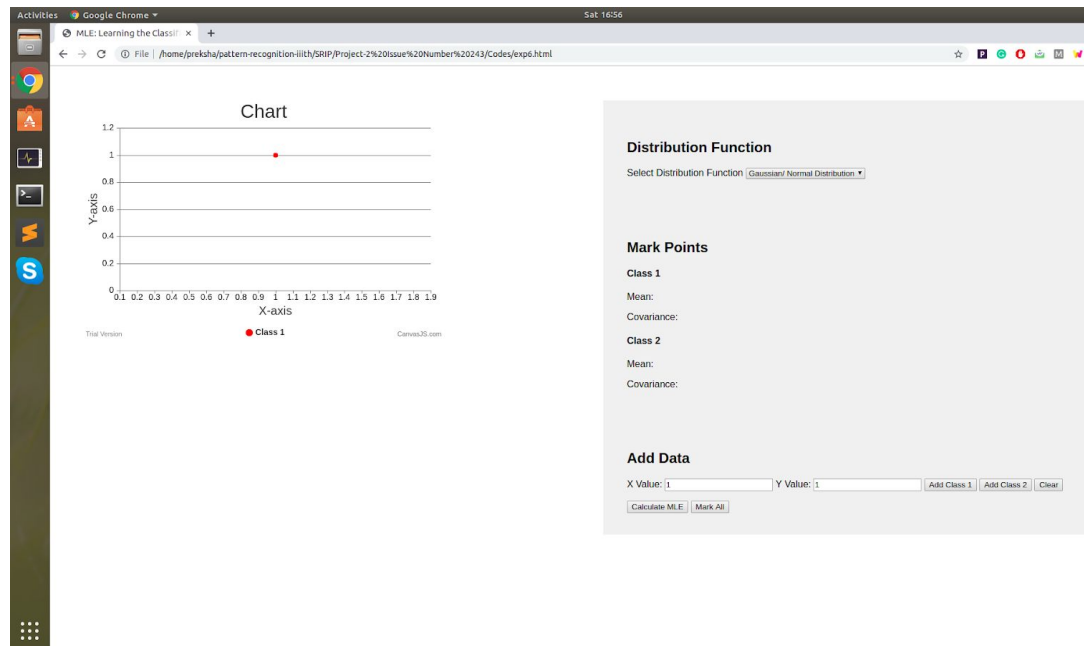 Activities Google Chrome ▾ Sat 16:56
MLE: Learning the Classif × +
File | /home/preksha/pattern-recognition-iiith/SRIP/Project-2%20Issue%20Number%20243/Codes/exp6.html
Chart
1.2
1
0.8
0.6
0.4
0.2
0
Y-axis
0.1 0.2 0.3 0.4 0.5 0.6 0.7 0.8 0.9 1 1.1 1.2 1.3 1.4 1.5 1.6 1.7 1.8 1.9
X-axis
Trial Version Class 1 CanvasJS.com
Distribution Function
Select Distribution Function Gaussian/ Normal Distribution ▾
Mark Points
Class 1
Mean:
Covariance:
Class 2
Mean:
Covariance:
Add Data
X Value: 1 Y Value: 1 Add Class 1 Add Class 2 Clear
Calculate MLE Mark All